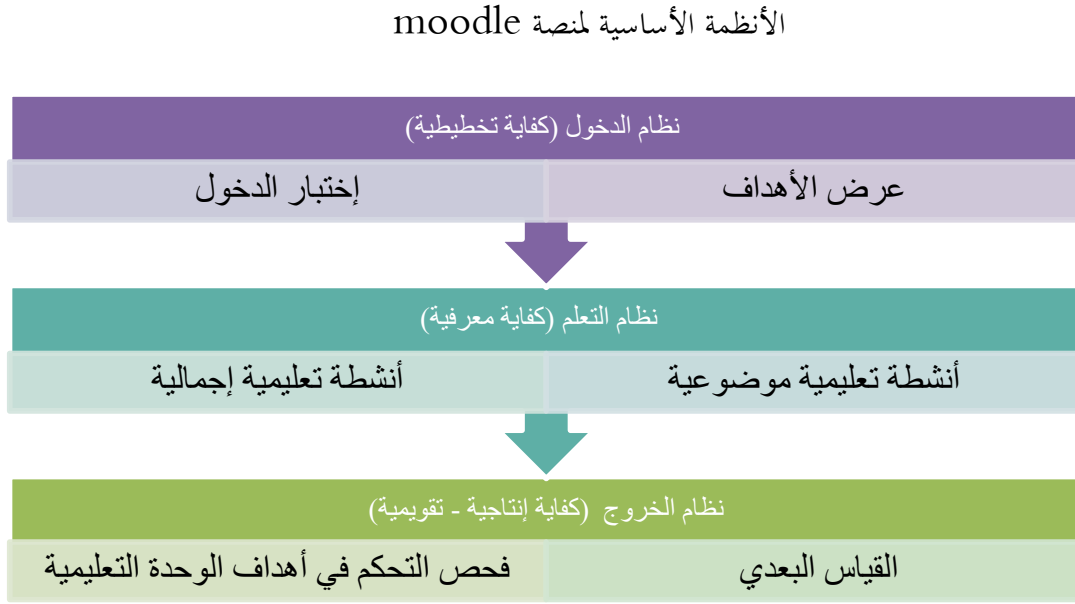 الأنظمة الأساسية لمنصة moodle
نظام الدخول (كفاية تخطيطية)
عرض الأهداف
إختبار الدخول
نظام التعلم (كفاية معرفية)
أنشطة تعليمية موضوعية
أنشطة تعليمية إجمالية
نظام الخروج (كفاية إنتاجية - تقويمية)
القياس البعدي
فحص التحكم في أهداف الوحدة التعليمية